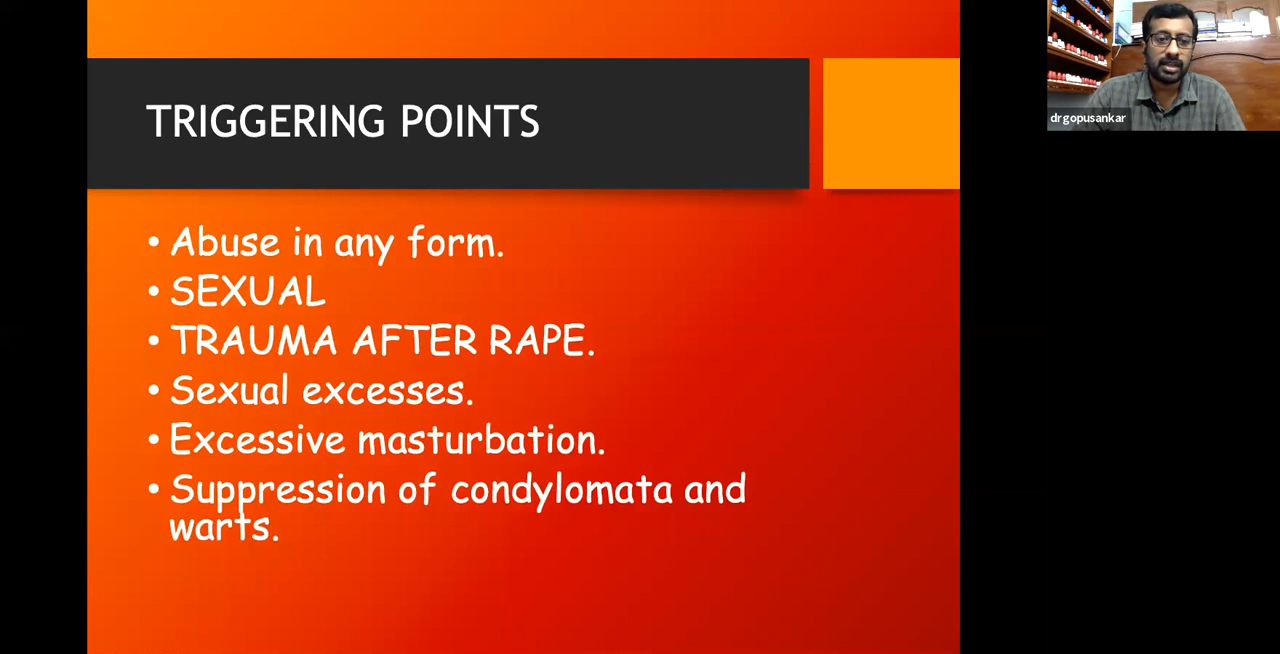 TRIGGERING POINTS
• Abuse in any form.
• SEXUAL
• TRAUMA AFTER RAPE.
• Sexual excesses.
• Excessive masturbation.
• Suppression of condylomata and
warts.
drgopusankar